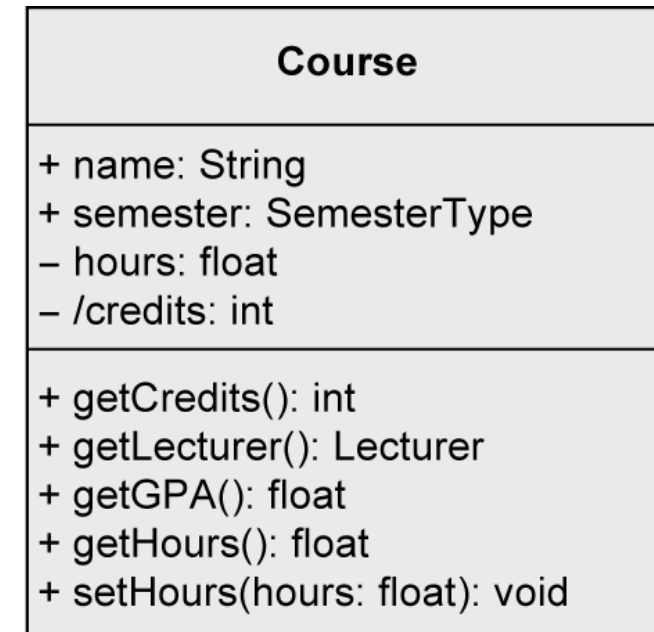 Course
+ name: String
+ semester: SemesterType
– hours: float
– /credits: int
+ getCredits(): int
+ getLecturer(): Lecturer
+ getGPA(): float
+ getHours(): float
+ setHours(hours: float): void